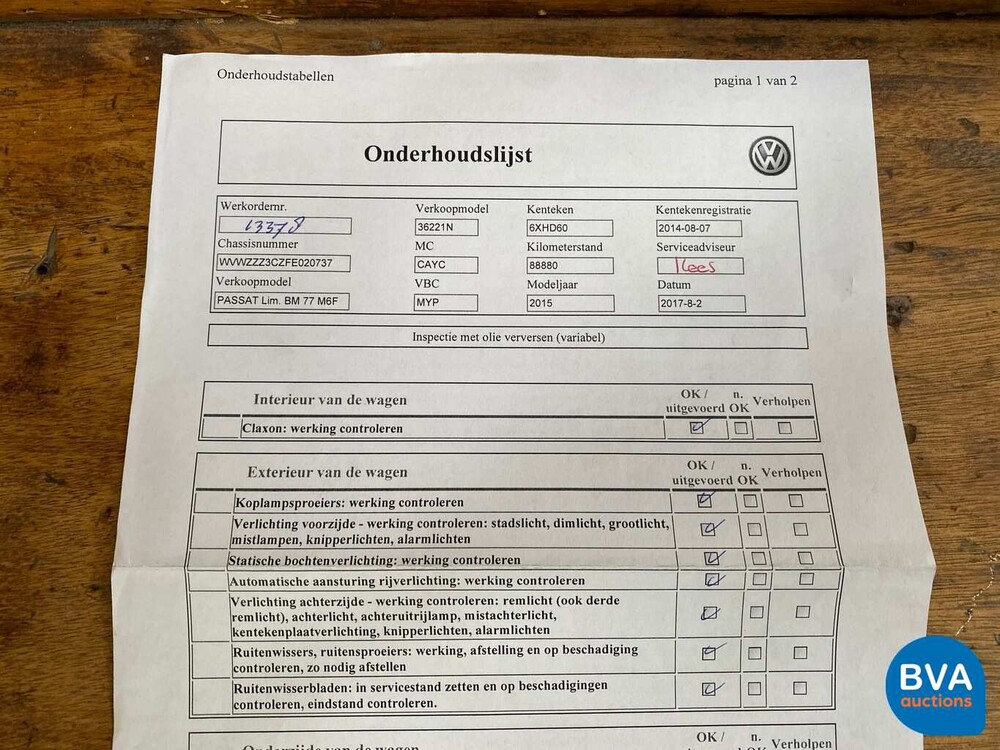 Onderhoudstabellen
pagina 1 van 2
Onderhoudslijst
Werkordernr.
13378
Verkoopmodel
36221N
Kenteken
6XHD60
Kentekenregistratie
2014-08-07
Chassisnummer
WVWZZZ3CZFE020737
MC
CAYC
Kilometerstand
88880
Serviceadviseur
Kees
Verkoopmodel
PASSAT Lim. BM 77 M6F
VBC
MYP
Modeljaar
2015
Datum
2017-8-2
Inspectie met olie verversen (variabel)
Interieur van de wagen
OK / uitgevoerd
n. OK
Verholpen
Claxon: werking controleren
Exterieur van de wagen
OK / uitgevoerd
n. OK
Verholpen
Koplampsproeiers: werking controleren
Verlichting voorzijde - werking controleren: stadslicht, dimlicht, grootlicht,
mistlampen, knipperlichten, alarmlichten
Statische bochtenverlichting: werking controleren
Automatische aansturing rijverlichting: werking controleren
Verlichting achterzijde - werking controleren: remlicht (ook derde
remlicht), achterlicht, achteruitrijlamp, mistachterlicht,
kentekenplaatverlichting, knipperlichten, alarmlichten
Ruitenwissers, ruitensproeiers: werking, afstelling en op beschadiging
controleren, zo nodig afstellen
Ruitenwisserbladen: in servicestand zetten en op beschadigingen
controleren, eindstand controleren.
Onderzijde van de wagen
OK /
n.
Verholpen
BVA
auctions